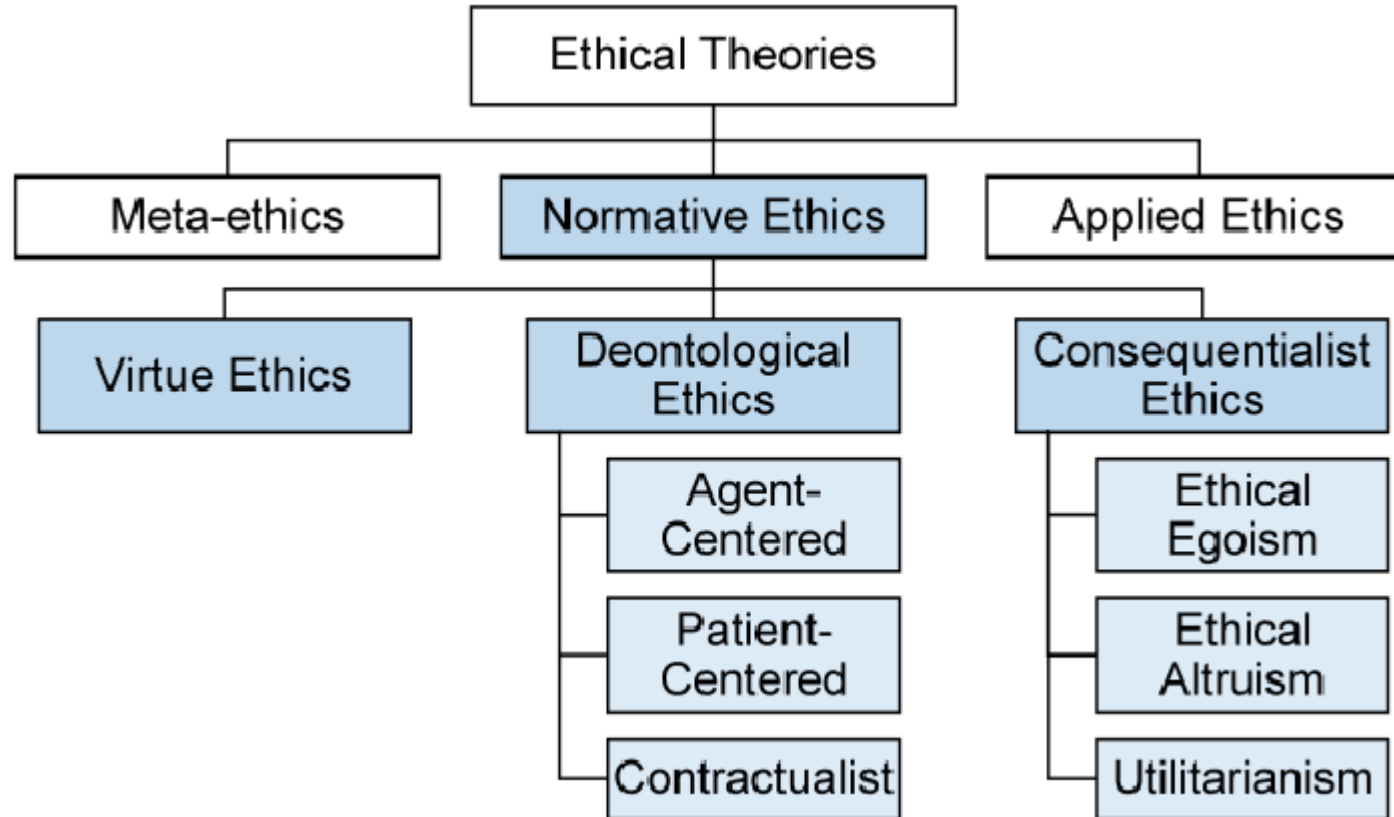 Ethical Theories
Meta-ethics
Normative Ethics
Applied Ethics
Virtue Ethics
Deontological
Ethics
Consequentialist
Ethics
Agent-
Centered
Ethical
Egoism
Patient-
Centered
Ethical
Altruism
Contractualist
Utilitarianism